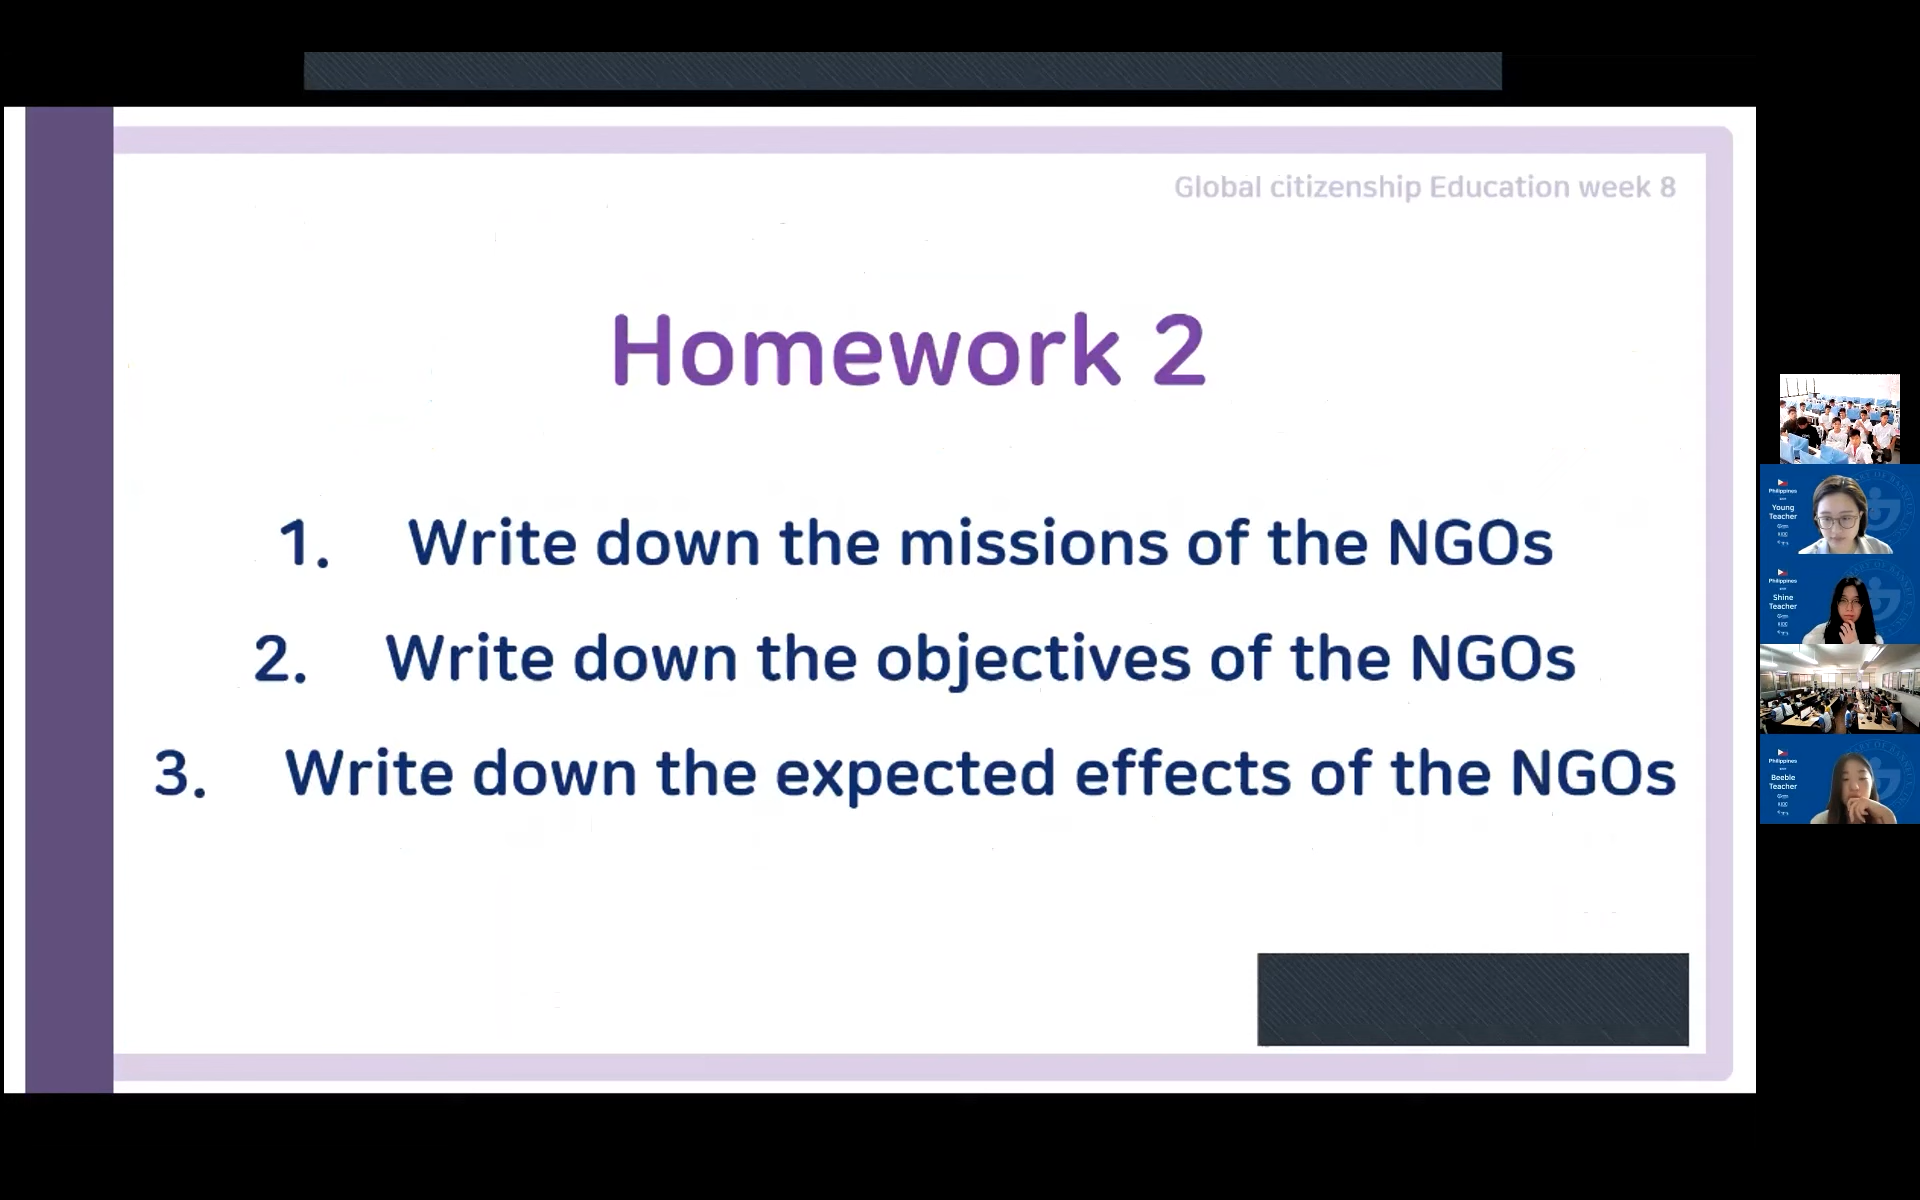 Global citizenship Education week 8
Homework 2
1. Write down the missions of the NGOs
2. Write down the objectives of the NGOs
3. Write down the expected effects of the NGOs
Philippines
Young
Teacher
Philippines
Shine
Teacher
Philippines
Beeble
Teacher